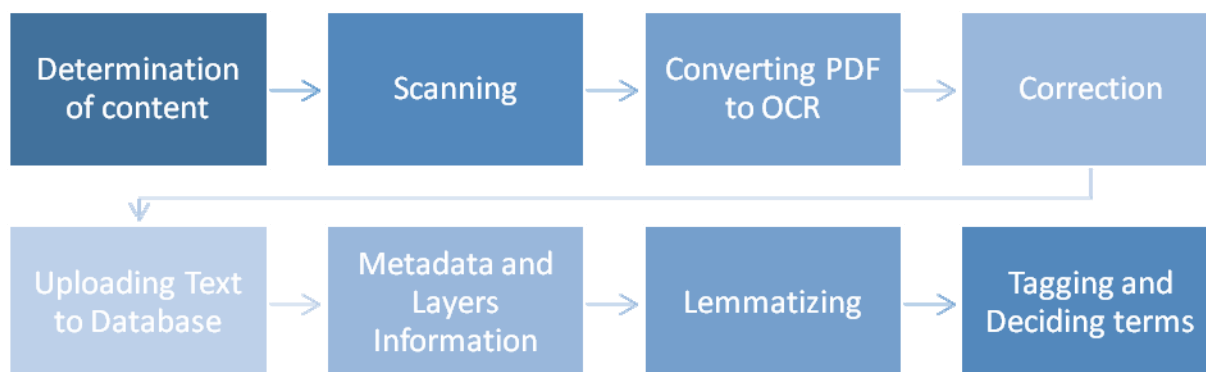 Determination
of content
Scanning
Converting PDF
to OCR
Correction
Uploading Text
to Database
Metadata and
Layers
Information
Lemmatizing
Tagging and
Deciding terms